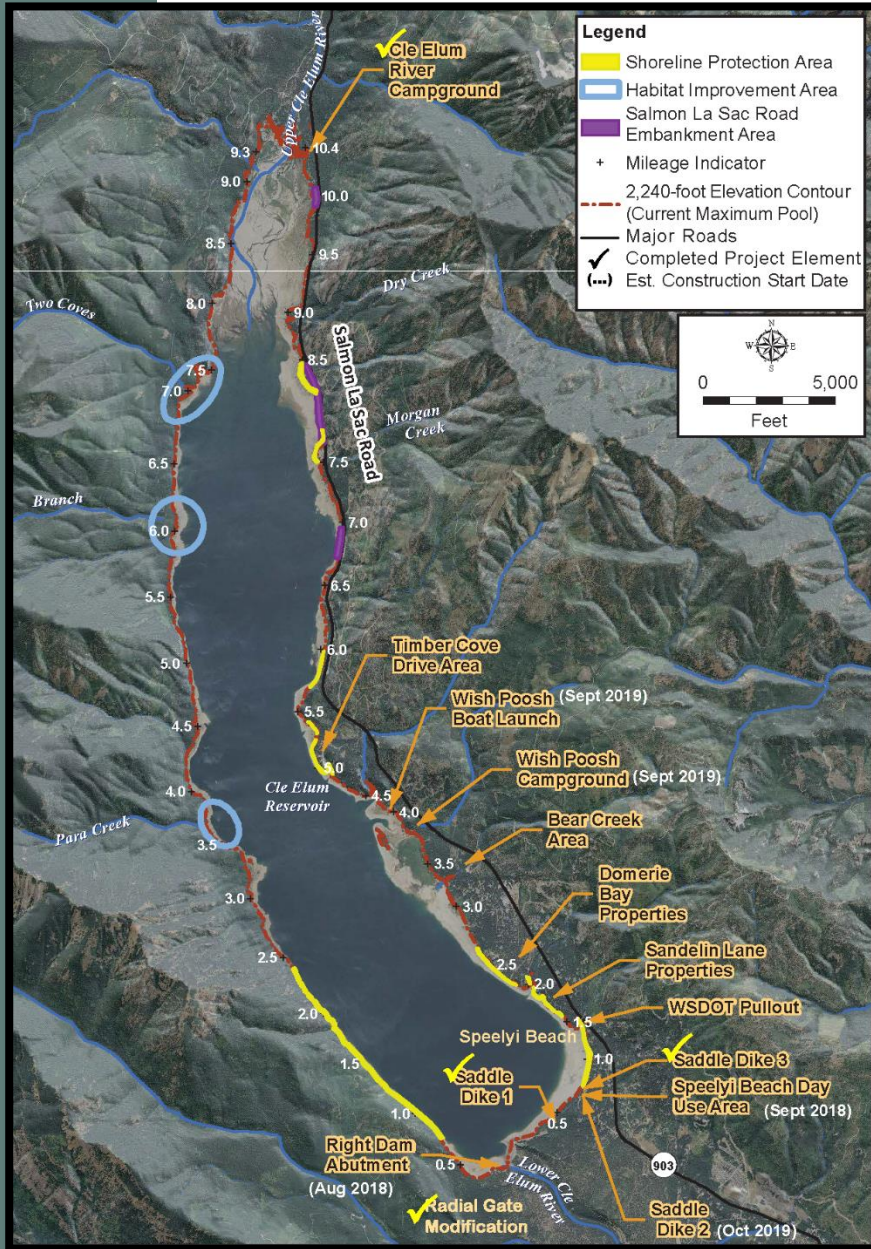 Legend
Shoreline Protection Area
Habitat Improvement Area
Salmon La Sac Road
Embankment Area
Mileage Indicator
2,240-foot Elevation Contour
(Current Maximum Pool)
Major Roads
Completed Project Element
(---) Est. Construction Start Date
N
W E
S
0 5,000
Feet
Cle Elum
River
Campground
Upper Cle Elum River
9.3
10.4
9.0
10.0
8.5
9.5
Dry Creek
Two Coves
8.0
9.0
7.5
8.5
7.0
Salmon La Sac Road
Morgan
Creek
6.5
7.5
Branch
6.0
7.0
5.5
6.5
5.0
6.0
Timber Cove
Drive Area
4.5
5.5
Wish Poosh (Sept 2019)
Boat Launch
5.0
Cle Elum
Reservoir
4.0
4.5
4.0
Wish Poosh
Campground (Sept 2019)
Para Creek
3.5
3.5
Bear Creek
Area
3.0
3.0
Domerie
Bay
Properties
2.5
2.5
2.0
Sandelin Lane
Properties
2.0
1.5
WSDOT Pullout
Speelyi Beach
1.5
1.0
Saddle Dike 3
Saddle
Dike 1
Speelyi Beach Day
Use Area (Sept 2018)
1.0
0.5
Right Dam
Abutment
(Aug 2018)
0.5
Lower Cle
Elum River
903
Radial Gate
Modification
Saddle
Dike 2 (Oct 2019)